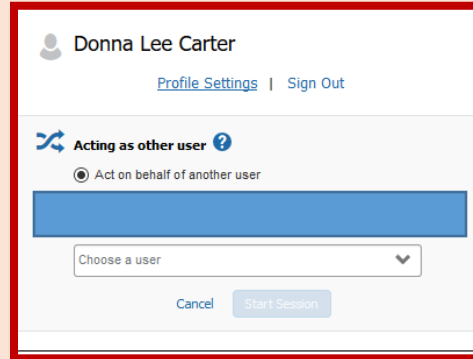 Donna Lee Carter
Profile Settings | Sign Out
Acting as other user ?
Act on behalf of another user
Choose a user
Cancel Start Session